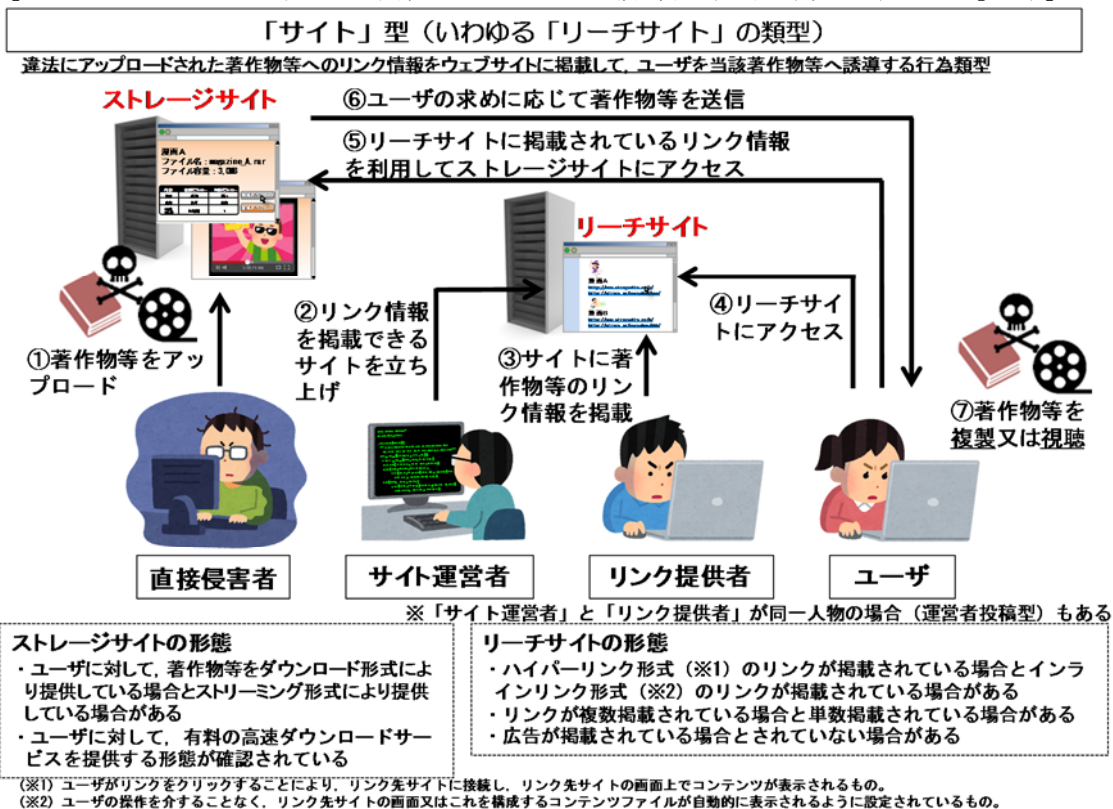 「サイト」型（いわゆる「リーチサイト」の類型）
違法にアップロードされた著作物等へのリンク情報をウェブサイトに掲載して，ユーザを当該著作物等へ誘導する行為類型
ストレージサイト
⑥ユーザの求めに応じて著作物等を送信
⑤リーチサイトに掲載されているリンク情報
を利用してストレージサイトにアクセス
漫画A
ファイル名：magazine_A.rar
ファイル容量：3,0MB
リーチサイト
漫画A
漫画B
②リンク情報
を掲載できる
サイトを立ち
上げ
④リーチサイ
トにアクセス
①著作物等をアッ
プロード
③サイトに著
作物等のリン
ク情報を掲載
⑦著作物等を
複製又は視聴
直接侵害者
サイト運営者
リンク提供者
ユーザ
※「サイト運営者」と「リンク提供者」が同一人物の場合（運営者投稿型）もある
ストレージサイトの形態
・ユーザに対して，著作物等をダウンロード形式によ
り提供している場合とストリーミング形式により提供
している場合がある
・ユーザに対して，有料の高速ダウンロードサー
ビスを提供する形態が確認されている
リーチサイトの形態
・ハイパーリンク形式（※1）のリンクが掲載されている場合とインラ
インリンク形式（※2）のリンクが掲載されている場合がある
・リンクが複数掲載されている場合と単数掲載されている場合がある
・広告が掲載されている場合とされていない場合がある
（※1）ユーザがリンクをクリックすることにより，リンク先サイトに接続し，リンク先サイトの画面上でコンテンツが表示されるもの。
（※2）ユーザの操作を介することなく，リンク先サイトの画面又はこれを構成するコンテンツファイルが自動的に表示されるように設定されているもの。